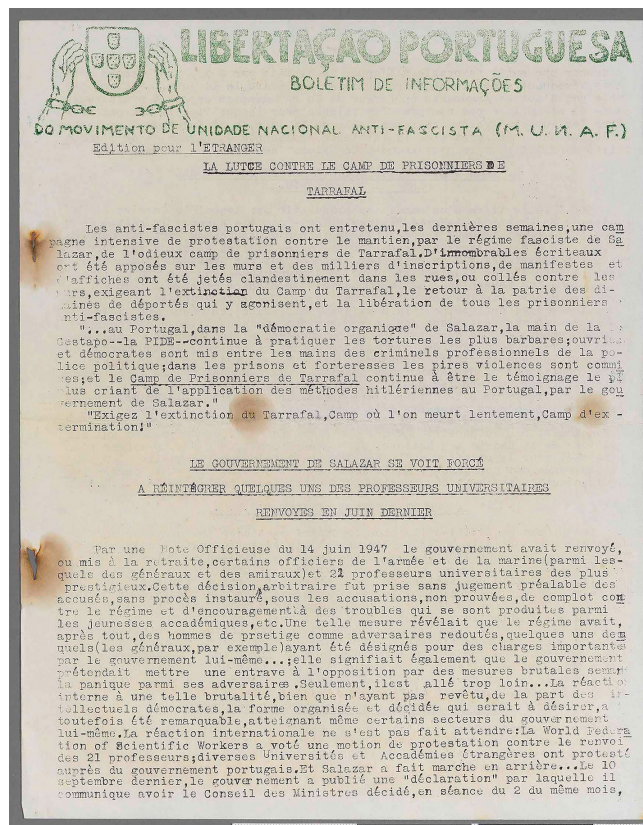 LIBERTAÇÃO PORTUGUESA
BOLETIM DE INFORMAÇÕES
DO MOVIMENTO DE UNIDADE NACIONAL ANTI-FASCISTA (M. U. N. A. F.)
Edition pour l'ETRANGER
LA LUTCE CONTRE LE CAMP DE PRISONNIERS DE
TARRAFAL
Les anti-fascistes portugais ont entretenu,les dernières semaines,une cam
pagne intensive de protestation contre le mantien,par le régime fasciste de Sa
lazar,de l'odieux camp de prisonniers de Tarrafal.D'innombrables écriteaux
ont été apposés sur les murs et des milliers d'inscriptions,de manifestes et
d'affiches ont été jetés clandestinement dans les rues,ou collés contre les
murs,exigeant l'extinction du Camp du Tarrafal,le retour à la patrie des di-
zaines de déportés qui y agonisent,et la libération de tous les prisonniers
anti-fascistes.
"...au Portugal,dans la "démocratie organique" de Salazar,la main de la
Gestapo--la PIDE--continue à pratiquer les tortures les plus barbares;ouvriers
et démocrates sont mis entre les mains des criminels professionnels de la po-
lice politique;dans les prisons et forteresses les pires violences sont commi
ses;et le Camp de Prisonniers de Tarrafal continue à être le témoignage le
plus criant de l'application des méthodes hitlériennes au Portugal,par le gou
vernement de Salazar."
"Exigez l'extinction du Tarrafal,Camp où l'on meurt lentement,Camp d'ex -
termination!"
LE GOUVERNEMENT DE SALAZAR SE VOIT FORCÉ
A RÉINTÉGRER QUELQUES UNS DES PROFESSEURS UNIVERSITAIRES
RENVOYES EN JUIN DERNIER
Par une Note Officieuse du 14 juin 1947 le gouvernement avait renvoyé,
ou mis à la retraite,certains officiers de l'armée et de la marine(parmi les-
quels des généraux et des amiraux)et 21 professeurs universitaires des plus
prestigieux.Cette décision arbitraire fut prise sans jugement préalable des
accusés,sans procès instauré,sous les accusations,non prouvées,de complot con
tre le régime et d'encouragement à des troubles qui se sont produites parmi
les jeunesses accadémiques,etc.Une telle mesure révélait que le régime avait,
après tout,des hommes de prsetige comme adversaires redoutés,quelques uns des
quels(les généraux,par exemple)ayant été désignés pour des charges importantes
par le gouvernement lui-même...;elle signifiait également que le gouvernement
prétendait mettre une entrave à l'opposition par des mesures brutales semant
la panique parmi ses adversaires.Seulement,ilest allé trop loin...La réaction
interne à une telle brutalité,bien que n'ayant pas revêtu,de la part des in-
tellectuels démocrates,la forme organisée et décidée qui serait à désirer,a
toutefois été remarquable,atteignant même certains secteurs du gouvernement
lui-même.La réaction internationale ne s'est pas fait attendre:La World Federa
tion of Scientific Workers a voté une motion de protestation contre le renvoi
des 21 professeurs;diverses Universités et Accadémies étrangères ont protesté
auprès du gouvernement portugais.Et Salazar a fait marche en arrière...Le 10
septembre dernier,le gouvernement a publié une "déclaration" par laquelle il
communique avoir le Conseil des Ministres décidé,en séance du 2 du même mois,